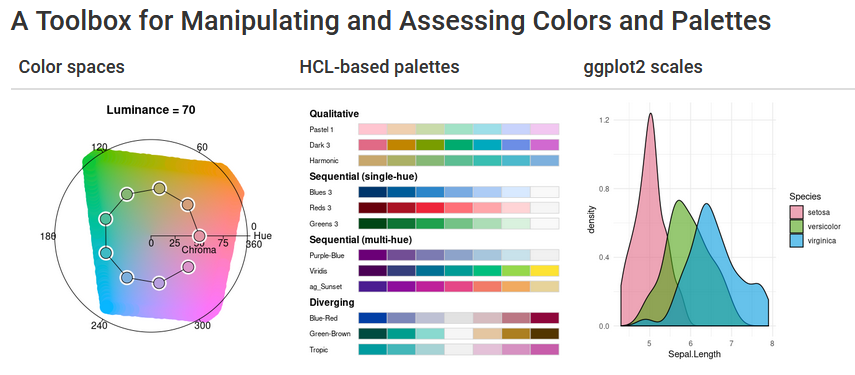 A Toolbox for Manipulating and Assessing Colors and Palettes
Color spaces
HCL-based palettes
ggplot2 scales
Luminance = 70
120
60
180
0
25
50
75
0
360
Hue
Chroma
240
300
Qualitative
Pastel 1
Dark 3
Harmonic
Sequential (single-hue)
Blues 3
Reds 3
Greens 3
Sequential (multi-hue)
Purple-Blue
Viridis
ag_Sunset
Diverging
Blue-Red
Green-Brown
Tropic
1.2
0.8
0.4
0.0
density
5
6
7
8
Sepal.Length
Species
setosa
versicolor
virginica